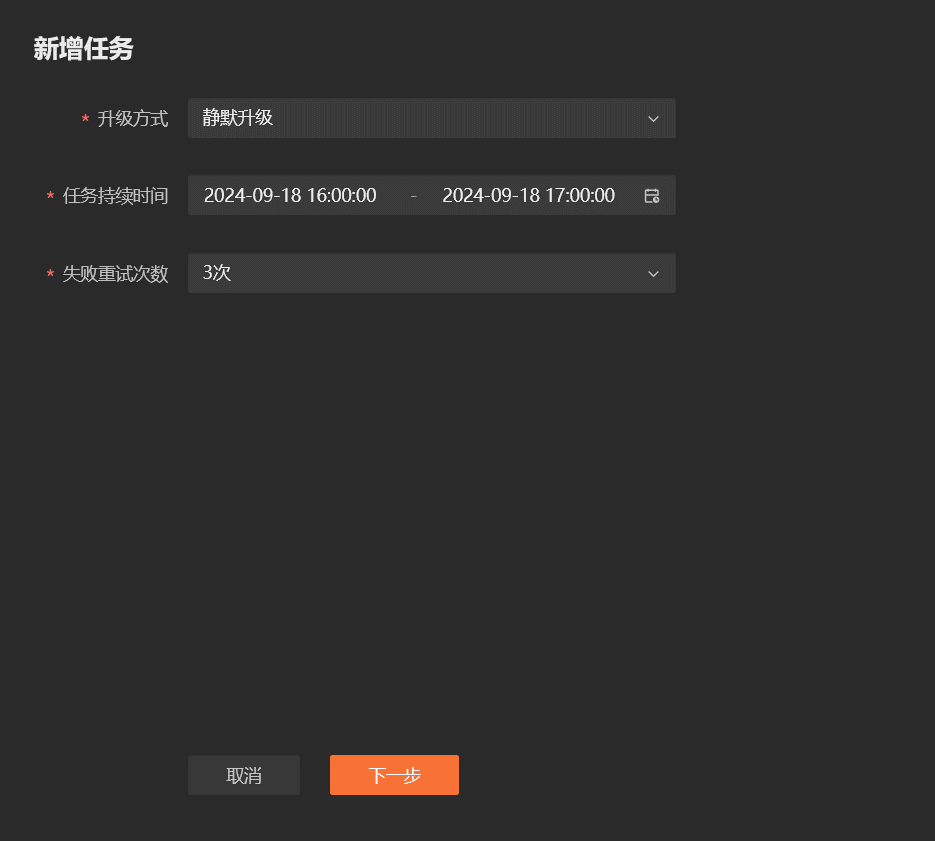 新增任务
* 升级方式 静默升级
* 任务持续时间 2024-09-18 16:00:00 - 2024-09-18 17:00:00
* 失败重试次数 3次
取消 下一步